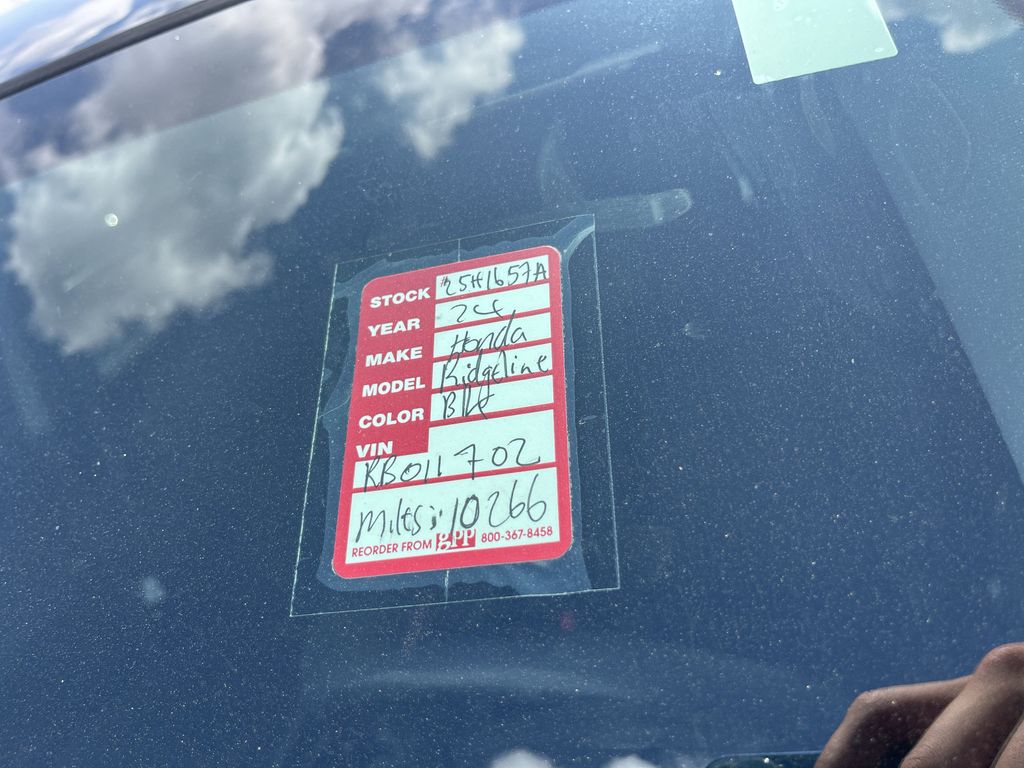 STOCK #25H1657A
YEAR 24
MAKE Honda
MODEL Ridgeline
COLOR Blk
VIN
RB011702
Miles: 10266
REORDER FROM gpp 800-367-8458